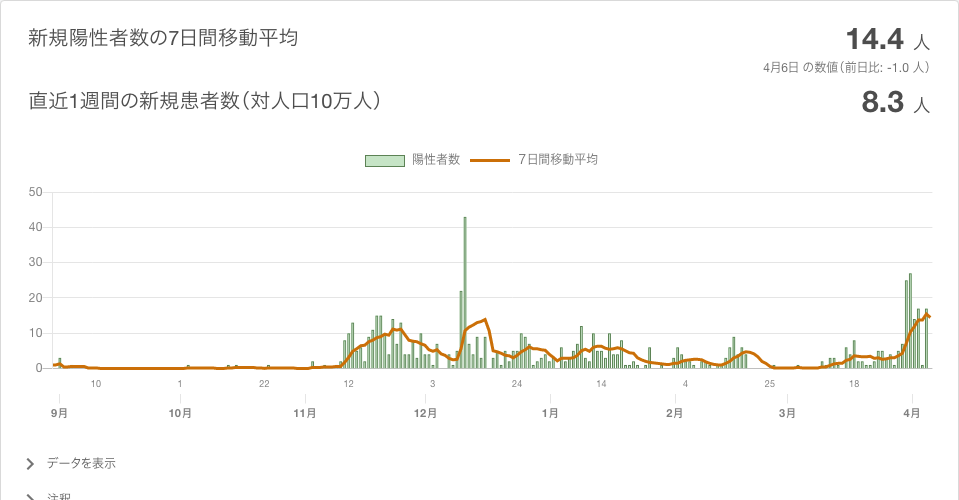 新規陽性者数の7日間移動平均
14.4 人
4月6日 の数値（前日比: -1.0 人）
直近1週間の新規患者数（対人口10万人）
8.3 人
陽性者数 7日間移動平均
50
40
30
20
10
0
10 1 22 12 3 24 14 4 25 18
9月 10月 11月 12月 1月 2月 3月 4月
データを表示
注釈